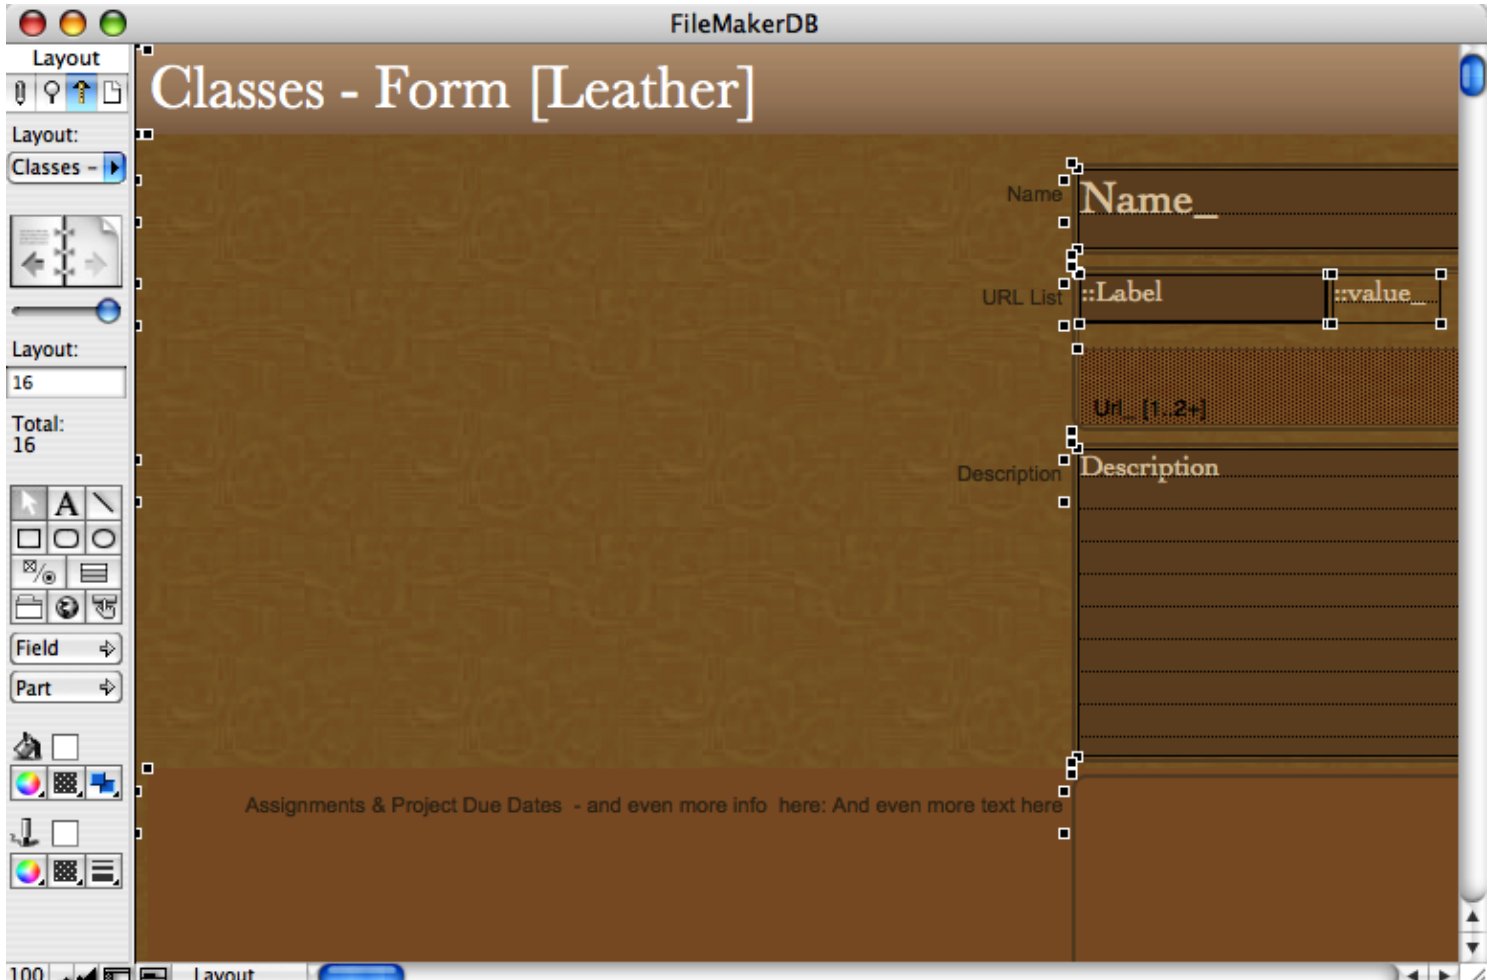 FileMakerDB
Layout
Classes - Form [Leather]
Layout:
Classes -
Name
Name_
URL List
::Label
::value_
Layout:
16
Url_ [1..2+]
Total:
16
Description
Description
A
Field
Part
Assignments & Project Due Dates - and even more info here: And even more text here
100
Layout